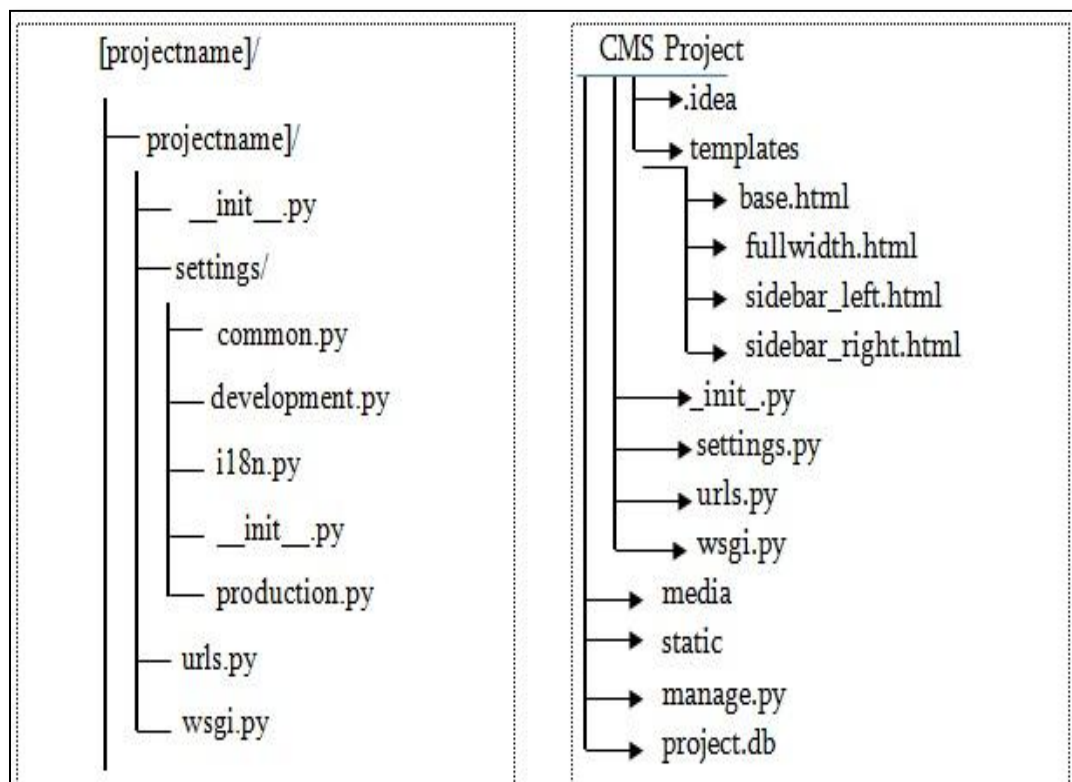 [projectname]/
projectname]/
__init__.py
settings/
common.py
development.py
i18n.py
__init__.py
production.py
urls.py
wsgi.py
CMS Project
.idea
templates
base.html
fullwidth.html
sidebar_left.html
sidebar_right.html
_init_.py
settings.py
urls.py
wsgi.py
media
static
manage.py
project.db